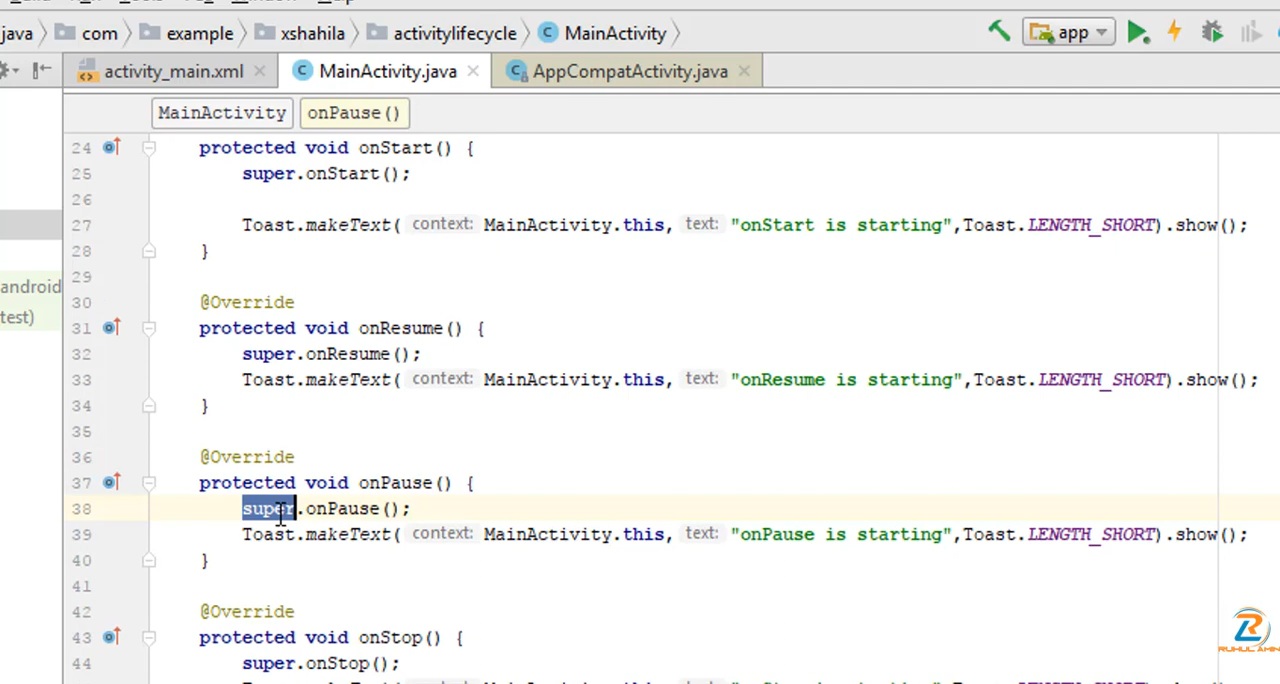 java com example xshahila activitylifecycle MainActivity app
activity_main.xml MainActivity.java AppCompatActivity.java
MainActivity onPause()
24 protected void onStart() {
25 super.onStart();
26
27 Toast.makeText( context: MainActivity.this, text: "onStart is starting",Toast.LENGTH_SHORT).show();
28 }
29
android
30 @Override
test)
31 protected void onResume() {
32 super.onResume();
33 Toast.makeText( context: MainActivity.this, text: "onResume is starting",Toast.LENGTH_SHORT).show();
34 }
35
36 @Override
37 protected void onPause() {
38 super.onPause();
39 Toast.makeText( context: MainActivity.this, text: "onPause is starting",Toast.LENGTH_SHORT).show();
40 }
41
42 @Override
43 protected void onStop() {
44 super.onStop();
RUHUL AMIN